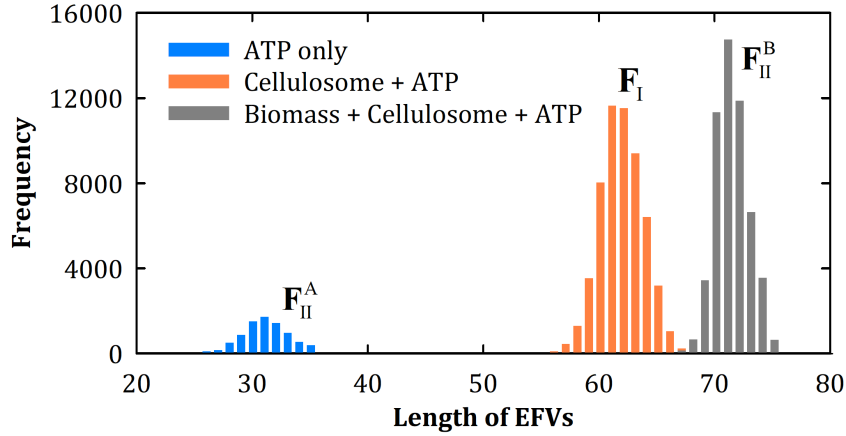 16000
12000
8000
4000
0
Frequency
ATP only
Cellulosome + ATP
Biomass + Cellulosome + ATP
F_II^A
F_I
F_II^B
20 30 40 50 60 70 80
Length of EFVs